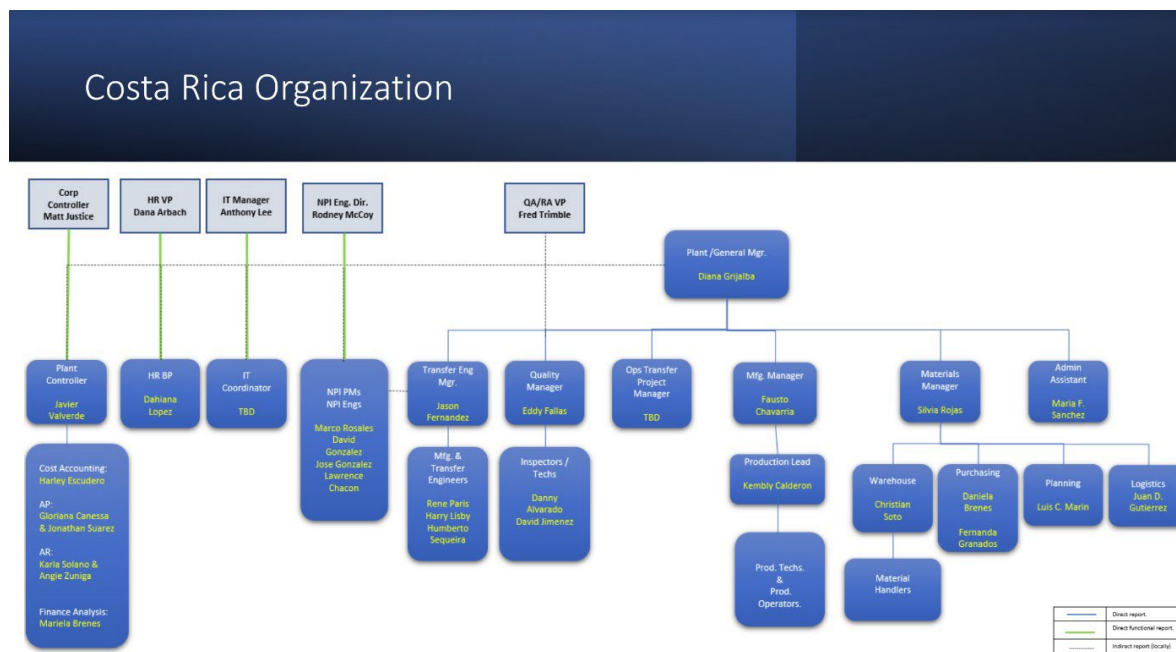 Costa Rica Organization
Corp
Controller
Matt Justice
HR VP
Dana Arbach
IT Manager
Anthony Lee
NPI Eng. Dir.
Rodney McCoy
QA/RA VP
Fred Trimble
Plant /General Mgr.
Diana Grijalba
Plant
Controller
Javier
Valverde
HR BP
Dahiana
Lopez
IT
Coordinator
TBD
NPI PMs
NPI Engs
Marco Rosales
David
Gonzalez
Jose Gonzalez
Lawrence
Chacon
Transfer Eng
Mgr.
Jason
Fernandez
Quality
Manager
Eddy Fallas
Ops Transfer
Project
Manager
TBD
Mfg. Manager
Fausto
Chavarria
Materials
Manager
Silvia Rojas
Admin
Assistant
Maria F.
Sanchez
Cost Accounting:
Harley Escudero
AP:
Gloriana Canessa
& Jonathan Suarez
AR:
Karla Solano &
Angie Zuniga
Finance Analysis:
Mariela Brenes
Mfg. &
Transfer
Engineers
Rene Paris
Harry Lisby
Humberto
Sequeira
Inspectors /
Techs
Danny
Alvarado
David Jimenez
Production Lead
Kembly Calderon
Prod. Techs.
&
Prod.
Operators.
Warehouse
Christian
Soto
Material
Handlers
Purchasing
Daniela
Brenes
Fernanda
Granados
Planning
Luis C. Marin
Logistics
Juan D.
Gutierrez
Direct report.
Direct functional report.
Indirect report (locally)